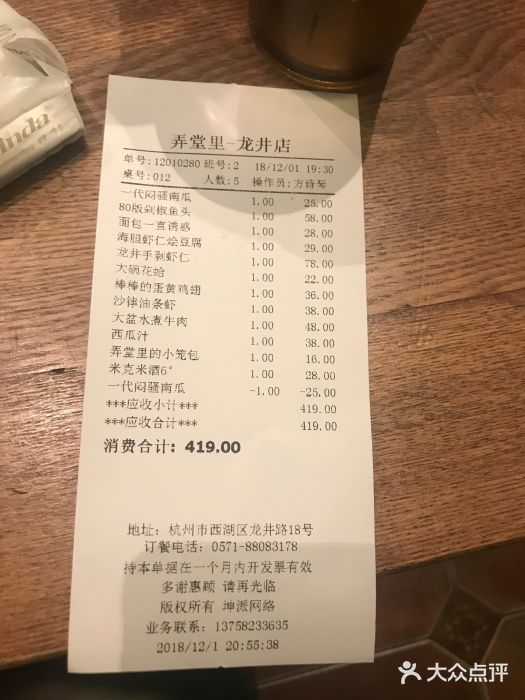 inda®
弄堂里-龙井店
单号:12010280 班号:2 18/12/01 19:30
桌号:012 人数:5 操作员:方诗琴
一代闷骚南瓜 1.00 25.00
80版剁椒鱼头 1.00 58.00
面包一直诱惑 1.00 28.00
海胆虾仁烩豆腐 1.00 29.00
龙井手剥虾仁 1.00 78.00
大碗花蛤 1.00 22.00
棒棒的蛋黄鸡翅 1.00 36.00
沙律油条虾 1.00 38.00
大盆水煮牛肉 1.00 48.00
西瓜汁 1.00 38.00
弄堂里的小笼包 1.00 16.00
米克米酒6° 1.00 28.00
一代闷骚南瓜 -1.00 -25.00
***应收小计*** 419.00
***应收合计*** 419.00
消费合计: 419.00
地址: 杭州市西湖区龙井路18号
订餐电话: 0571-88083178
持本单据在一个月内开发票有效
多谢惠顾 请再光临
版权所有 坤派网络
业务联系: 13758233635
2018/12/1 20:55:38
大众点评